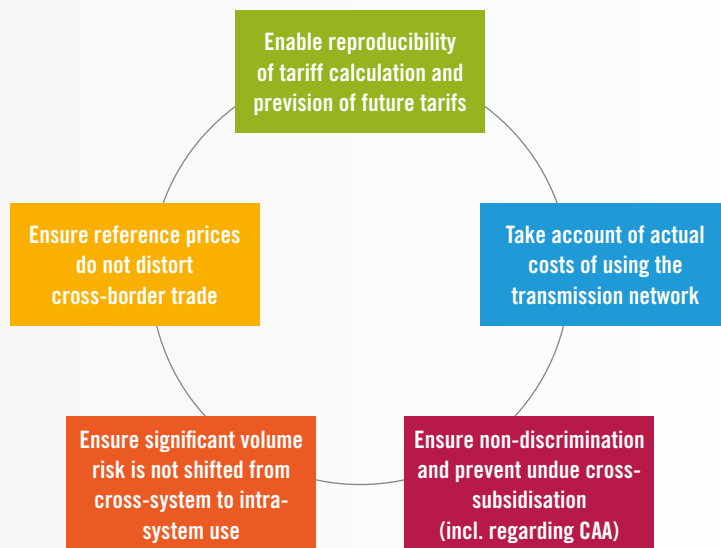 Enable reproducibility
of tariff calculation and
prevision of future tarifs
Ensure reference prices
do not distort
cross-border trade
Take account of actual
costs of using the
transmission network
Ensure significant volume
risk is not shifted from
cross-system to intra-
system use
Ensure non-discrimination
and prevent undue cross-
subsidisation
(incl. regarding CAA)